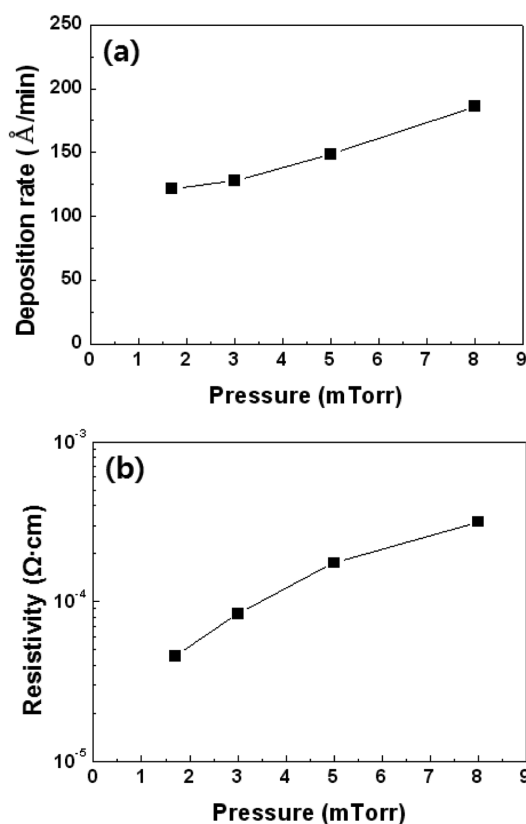 (a)
250
200
150
100
50
0
Deposition rate ( Å/min)
0 1 2 3 4 5 6 7 8 9
Pressure (mTorr)
(b)
10⁻³
10⁻⁴
10⁻⁵
Resistivity (Ω·cm)
0 1 2 3 4 5 6 7 8 9
Pressure (mTorr)